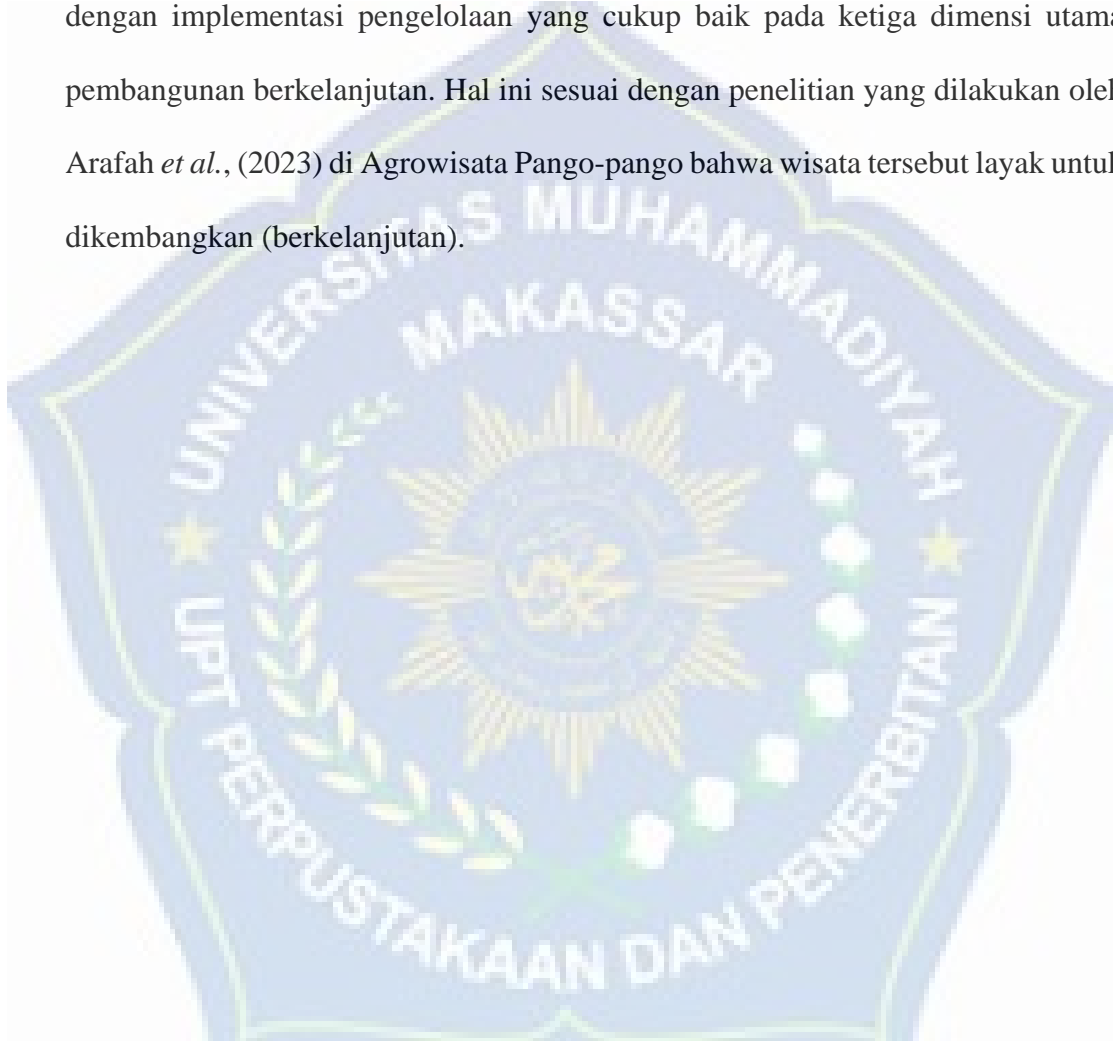 dengan implementasi pengelolaan yang cukup baik pada ketiga dimensi utama
pembangunan berkelanjutan. Hal ini sesuai dengan penelitian yang dilakukan oleh
Arafah et al., (2023) di Agrowisata Pango-pango bahwa wisata tersebut layak untuk
dikembangkan (berkelanjutan).
UNIVERSITAS MUHAMMADIYAH
MAKASSAR
UPT PERPUSTAKAAN DAN PENERBITAN